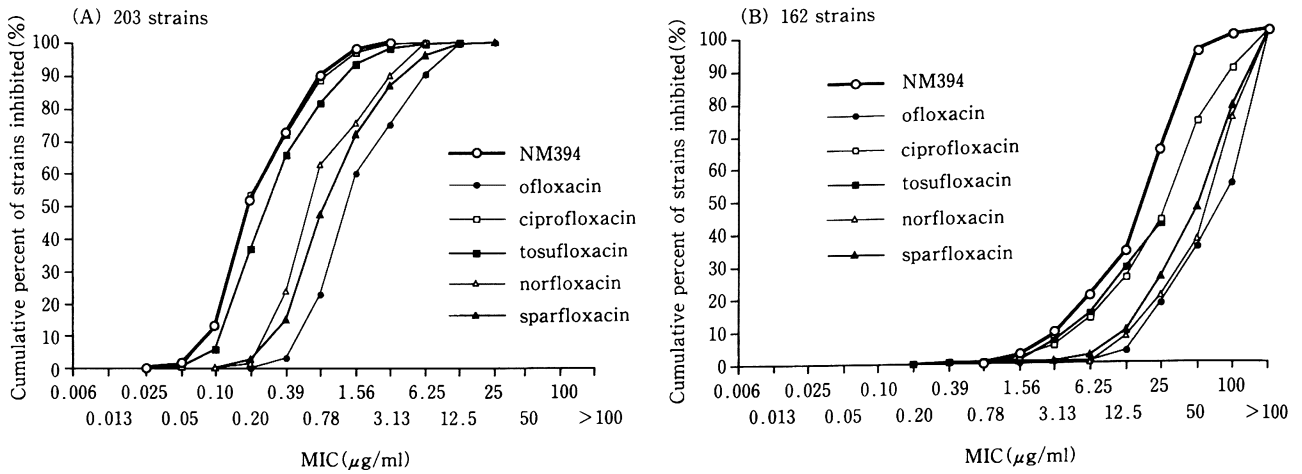 (A) 203 strains
Cumulative percent of strains inhibited (%)
100
90
80
70
60
50
40
30
20
10
0
NM394
ofloxacin
ciprofloxacin
tosufloxacin
norfloxacin
sparfloxacin
0.006 0.025 0.10 0.39 1.56 6.25 25 100
0.013 0.05 0.20 0.78 3.13 12.5 50 >100
MIC (μg/ml)
(B) 162 strains
Cumulative percent of strains inhibited (%)
100
90
80
70
60
50
40
30
20
10
0
NM394
ofloxacin
ciprofloxacin
tosufloxacin
norfloxacin
sparfloxacin
0.006 0.025 0.10 0.39 1.56 6.25 25 100
0.013 0.05 0.20 0.78 3.13 12.5 50 >100
MIC (μg/ml)